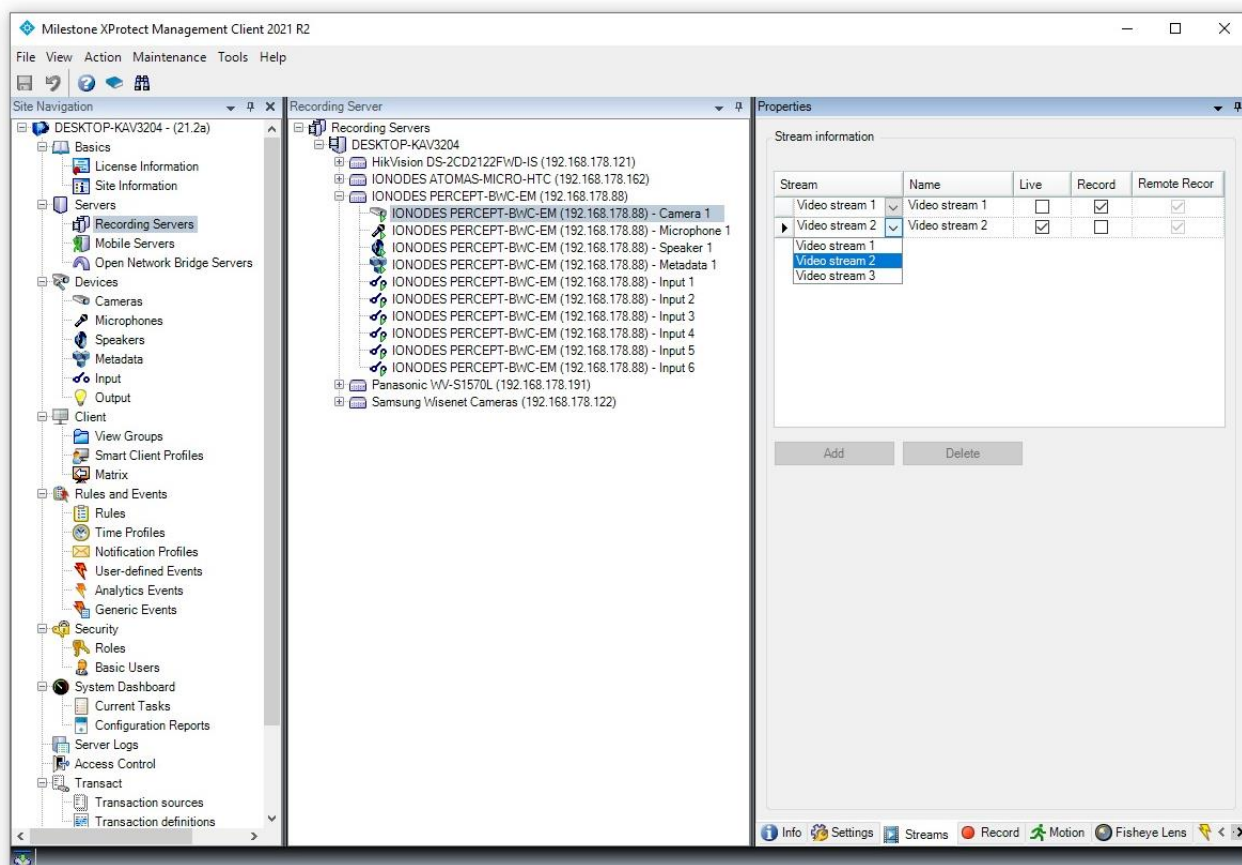 Milestone XProtect Management Client 2021 R2
File View Action Maintenance Tools Help
Site Navigation
DESKTOP-KAV3204 - (21.2a)
Basics
License Information
Site Information
Servers
Recording Servers
Mobile Servers
Open Network Bridge Servers
Devices
Cameras
Microphones
Speakers
Metadata
Input
Output
Client
View Groups
Smart Client Profiles
Matrix
Rules and Events
Rules
Time Profiles
Notification Profiles
User-defined Events
Analytics Events
Generic Events
Security
Roles
Basic Users
System Dashboard
Current Tasks
Configuration Reports
Server Logs
Access Control
Transact
Transaction sources
Transaction definitions
Recording Server
Recording Servers
DESKTOP-KAV3204
HikVision DS-2CD2122FWD-IS (192.168.178.121)
IONODES ATOMAS-MICRO-HTC (192.168.178.162)
IONODES PERCEPT-BWC-EM (192.168.178.88)
IONODES PERCEPT-BWC-EM (192.168.178.88) - Camera 1
IONODES PERCEPT-BWC-EM (192.168.178.88) - Microphone 1
IONODES PERCEPT-BWC-EM (192.168.178.88) - Speaker 1
IONODES PERCEPT-BWC-EM (192.168.178.88) - Metadata 1
IONODES PERCEPT-BWC-EM (192.168.178.88) - Input 1
IONODES PERCEPT-BWC-EM (192.168.178.88) - Input 2
IONODES PERCEPT-BWC-EM (192.168.178.88) - Input 3
IONODES PERCEPT-BWC-EM (192.168.178.88) - Input 4
IONODES PERCEPT-BWC-EM (192.168.178.88) - Input 5
IONODES PERCEPT-BWC-EM (192.168.178.88) - Input 6
Panasonic WV-S1570L (192.168.178.191)
Samsung Wisenet Cameras (192.168.178.122)
Properties
Stream information
Stream Name Live Record Remote Recor
Video stream 1 Video stream 1
Video stream 2 Video stream 2
Video stream 1
Video stream 2
Video stream 3
Add Delete
Info Settings Streams Record Motion Fisheye Lens